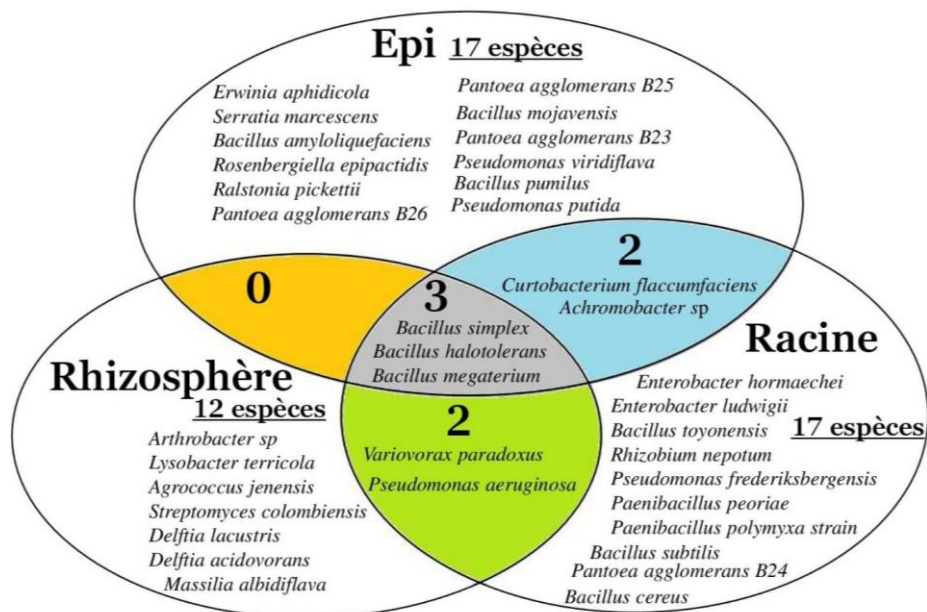 Epi 17 espèces
Erwinia aphidicola
Serratia marcescens
Bacillus amyloliquefaciens
Rosenbergiella epipactidis
Ralstonia pickettii
Pantoea agglomerans B26
Pantoea agglomerans B25
Bacillus mojavensis
Pantoea agglomerans B23
Pseudomonas viridiflava
Bacillus pumilus
Pseudomonas putida
0
3
Bacillus simplex
Bacillus halotolerans
Bacillus megaterium
2
Curtobacterium flaccumfaciens
Achromobacter sp
Rhizosphère
12 espèces
Arthrobacter sp
Lysobacter terricola
Agrococcus jenensis
Streptomyces colombiensis
Delftia lacustris
Delftia acidovorans
Massilia albidiflava
2
Variovorax paradoxus
Pseudomonas aeruginosa
Racine
17 espèces
Enterobacter hormaechei
Enterobacter ludwigii
Bacillus toyonensis
Rhizobium nepotum
Pseudomonas frederiksbergensis
Paenibacillus peoriae
Paenibacillus polymyxa strain
Bacillus subtilis
Pantoea agglomerans B24
Bacillus cereus